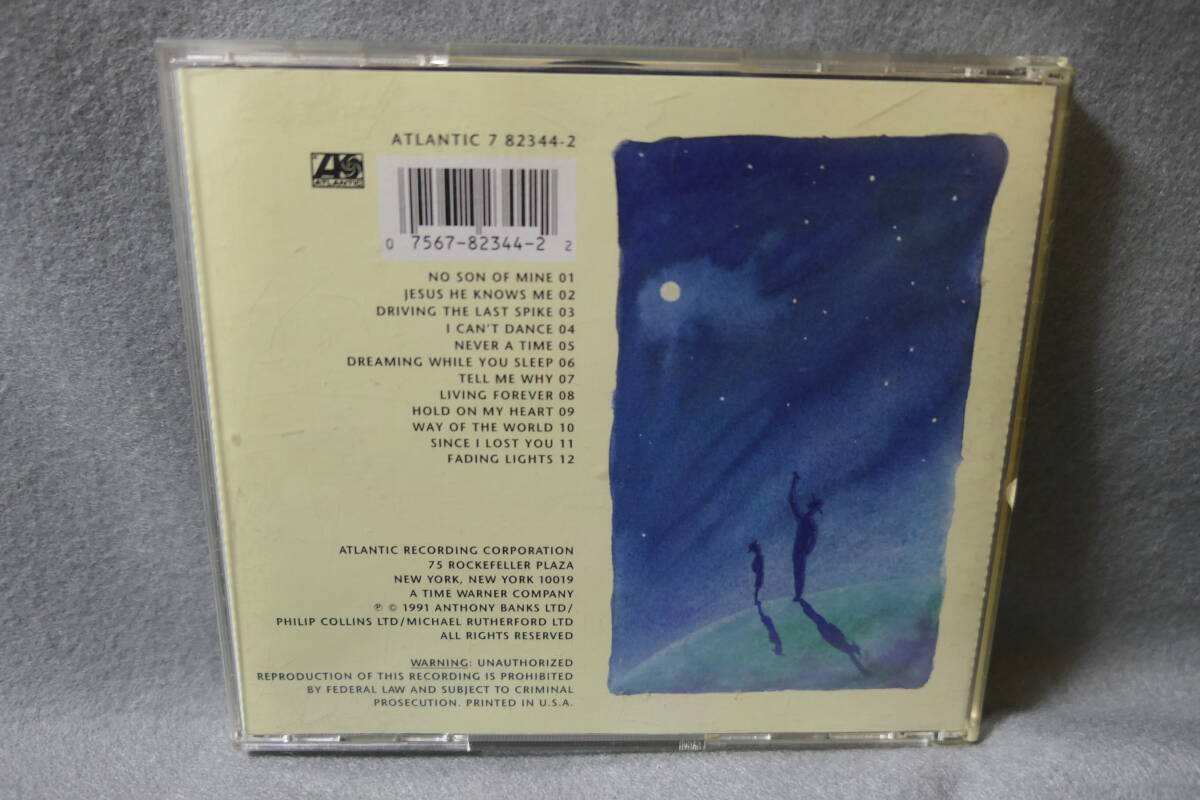 ATLANTIC 7 82344-2
ATLANTIC
0 7567-82344-2 2
NO SON OF MINE 01
JESUS HE KNOWS ME 02
DRIVING THE LAST SPIKE 03
I CAN'T DANCE 04
NEVER A TIME 05
DREAMING WHILE YOU SLEEP 06
TELL ME WHY 07
LIVING FOREVER 08
HOLD ON MY HEART 09
WAY OF THE WORLD 10
SINCE I LOST YOU 11
FADING LIGHTS 12
ATLANTIC RECORDING CORPORATION
75 ROCKEFELLER PLAZA
NEW YORK, NEW YORK 10019
A TIME WARNER COMPANY
℗ © 1991 ANTHONY BANKS LTD/
PHILIP COLLINS LTD/MICHAEL RUTHERFORD LTD
ALL RIGHTS RESERVED
WARNING: UNAUTHORIZED
REPRODUCTION OF THIS RECORDING IS PROHIBITED
BY FEDERAL LAW AND SUBJECT TO CRIMINAL
PROSECUTION. PRINTED IN U.S.A.